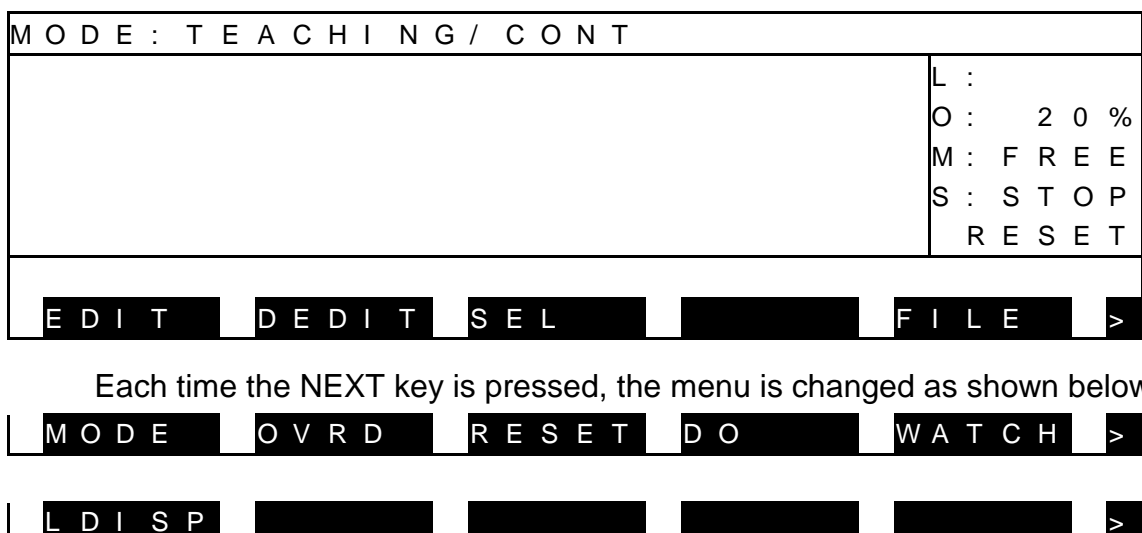 MODE: TEACHING/CONT
L:
O: 20%
M: FREE
S: STOP
RESET
EDIT DEDIT SEL FILE >
Each time the NEXT key is pressed, the menu is changed as shown below
MODE OVRD RESET DO WATCH >
LDISP >